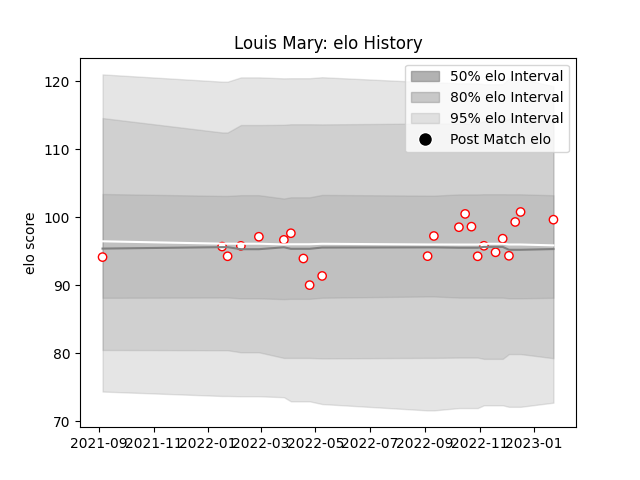 Louis Mary: elo History
50% elo Interval
80% elo Interval
95% elo Interval
Post Match elo
elo score
120
110
100
90
80
70
2021-09 2021-11 2022-01 2022-03 2022-05 2022-07 2022-09 2022-11 2023-01